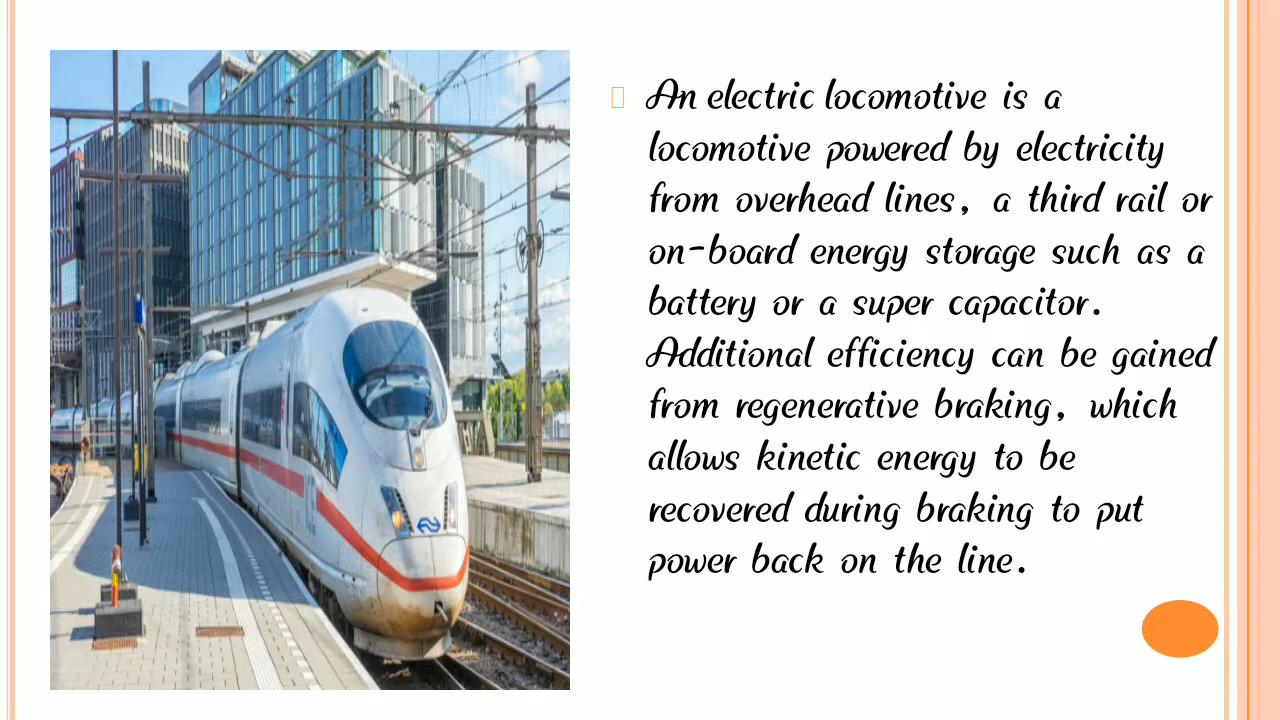 An electric locomotive is a
locomotive powered by electricity
from overhead lines, a third rail or
on-board energy storage such as a
battery or a super capacitor.
Additional efficiency can be gained
from regenerative braking, which
allows kinetic energy to be
recovered during braking to put
power back on the line.